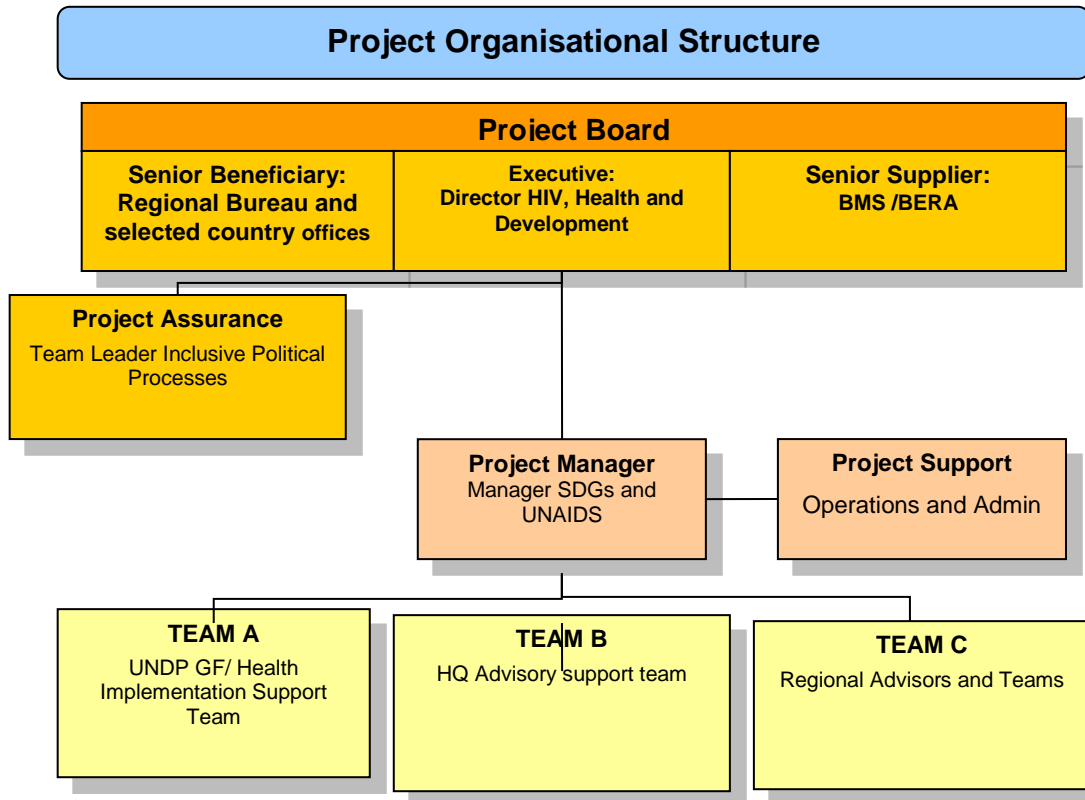 Project Organisational Structure
Project Board
Senior Beneficiary:
Regional Bureau and
selected country offices
Executive:
Director HIV, Health and
Development
Senior Supplier:
BMS /BERA
Project Assurance
Team Leader Inclusive Political
Processes
Project Manager
Manager SDGs and
UNAIDS
Project Support
Operations and Admin
TEAM A
UNDP GF/ Health
Implementation Support
Team
TEAM B
HQ Advisory support team
TEAM C
Regional Advisors and Teams